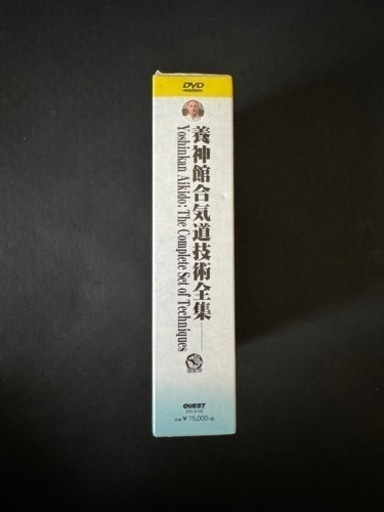 DVD
養神館合気道技術全集
Yoshinkan Aikido: The Complete Set of Techniques
QUEST
¥15,000